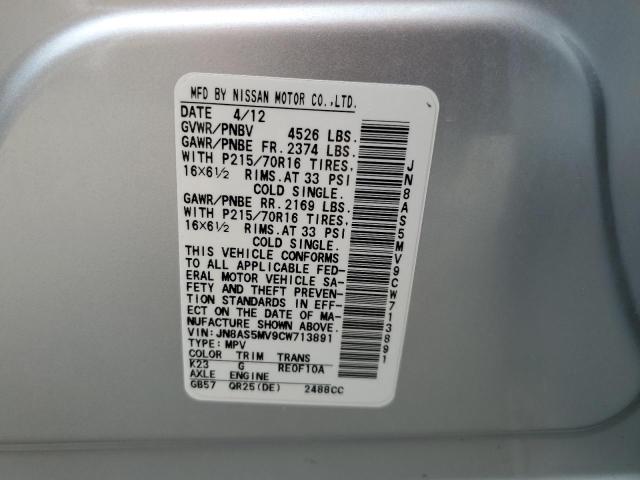 MFD BY NISSAN MOTOR CO.,LTD.
DATE 4/12
GVWR/PNBV 4526 LBS.
GAWR/PNBE FR. 2374 LBS.
WITH P215/70R16 TIRES,
16×6½ RIMS.AT 33 PSI
COLD SINGLE.
GAWR/PNBE RR. 2169 LBS.
WITH P215/70R16 TIRES,
16×6½ RIMS.AT 33 PSI
COLD SINGLE.
THIS VEHICLE CONFORMS
TO ALL APPLICABLE FED-
ERAL MOTOR VEHICLE SA-
FETY AND THEFT PREVEN-
TION STANDARDS IN EFF-
ECT ON THE DATE OF MA-
NUFACTURE SHOWN ABOVE.
VIN: JN8AS5MV9CW713891
TYPE: MPV
COLOR TRIM TRANS
K23 G RE0F10A
AXLE ENGINE
GB57 QR25(DE) 2488CC
JN8AS5MV9CW713891